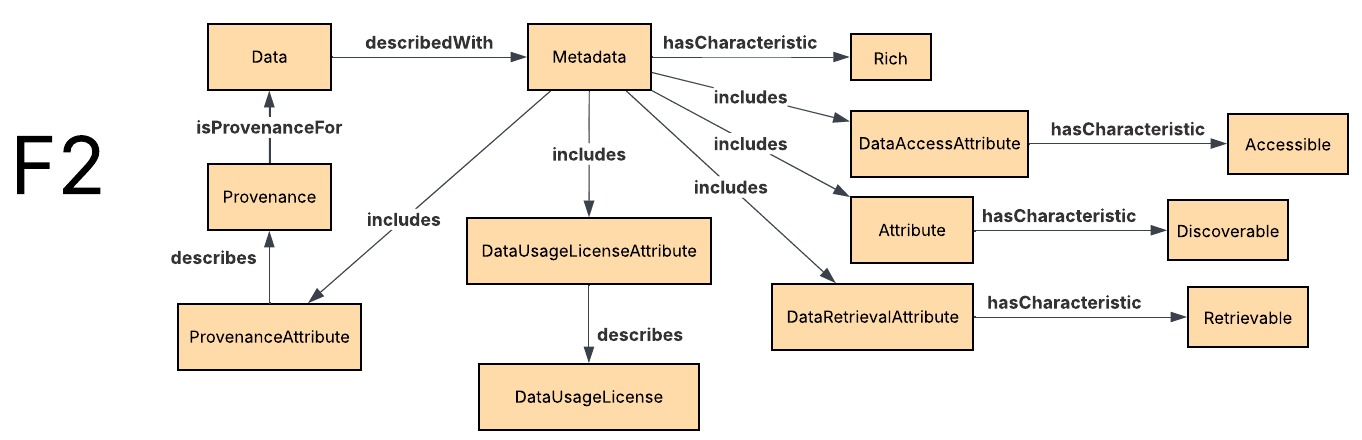 F2
Data
describedWith
Metadata
hasCharacteristic
Rich
includes
DataAccessAttribute
hasCharacteristic
Accessible
isProvenanceFor
includes
includes
Provenance
includes
Attribute
hasCharacteristic
Discoverable
includes
describes
DataUsageLicenseAttribute
DataRetrievalAttribute
hasCharacteristic
Retrievable
ProvenanceAttribute
describes
DataUsageLicense